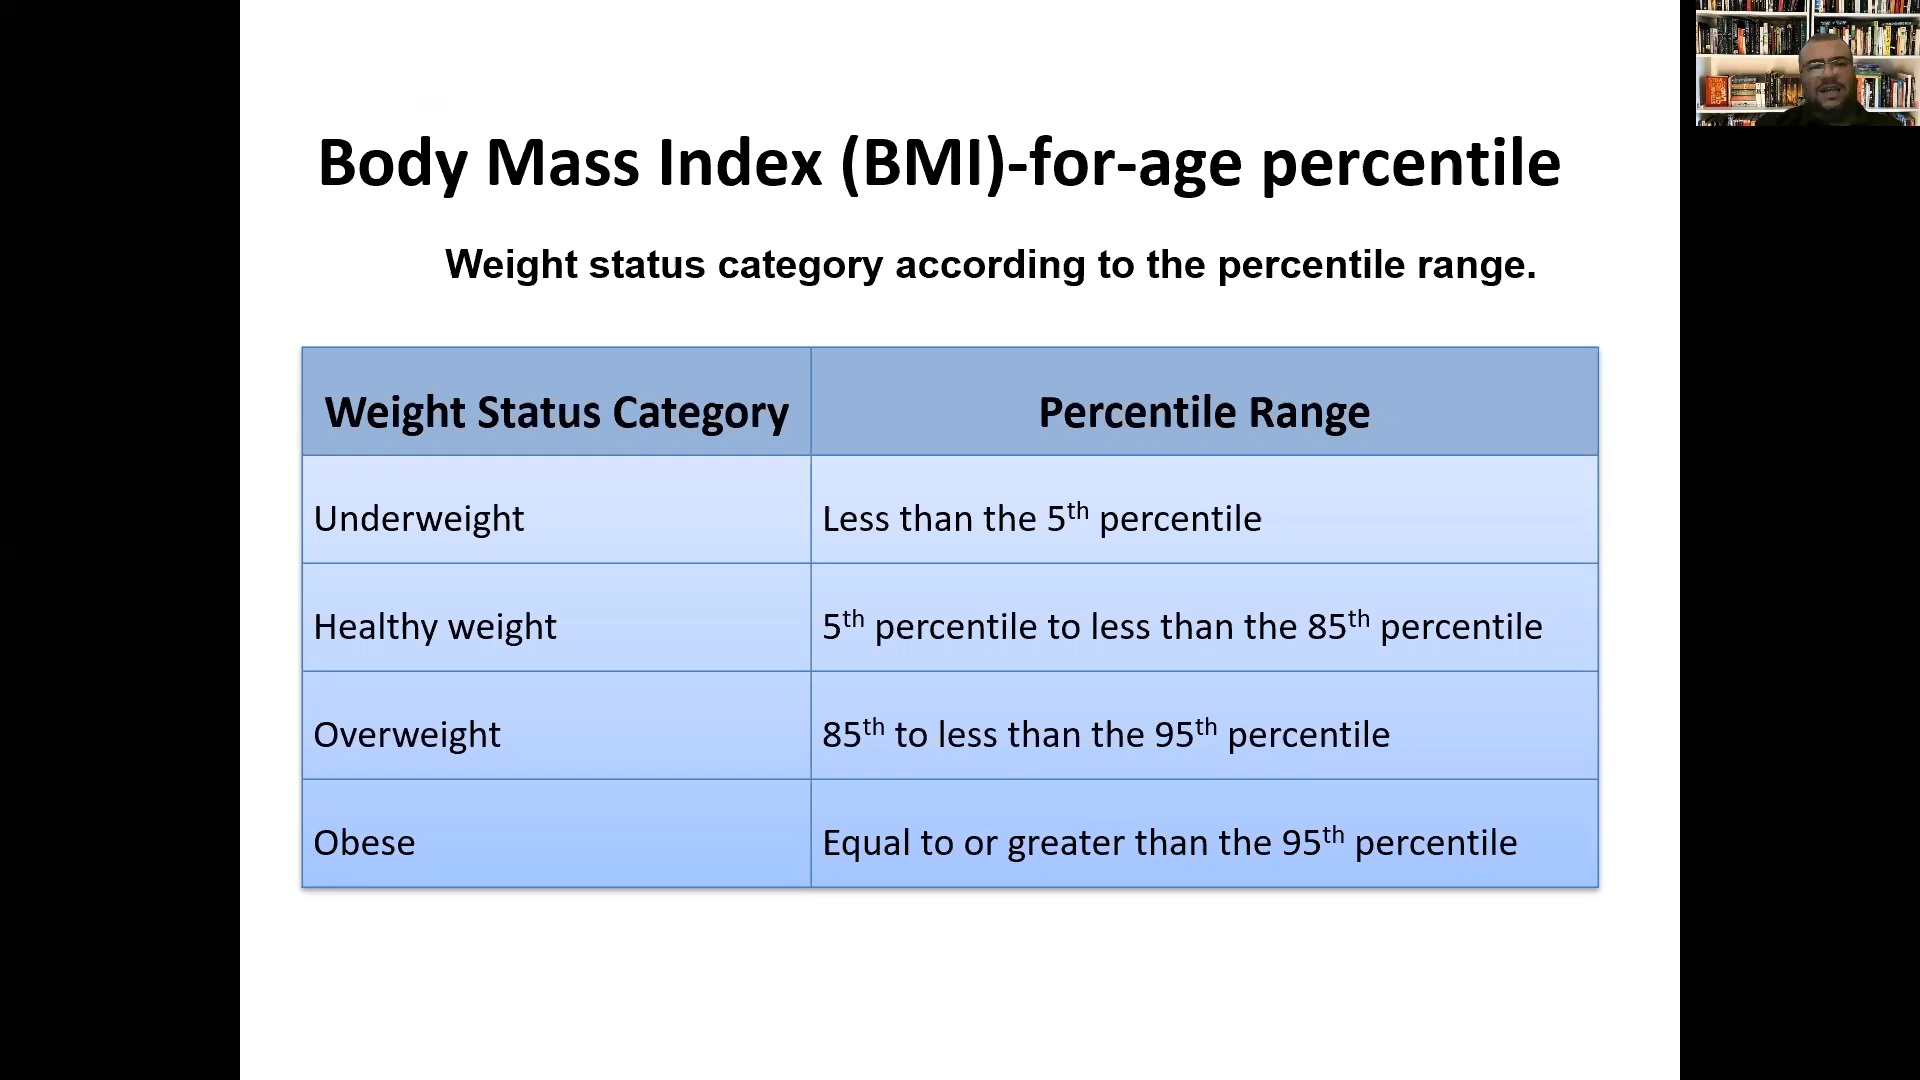 Body Mass Index (BMI)-for-age percentile
Weight status category according to the percentile range.
Weight Status Category Percentile Range
Underweight Less than the 5th percentile
Healthy weight 5th percentile to less than the 85th percentile
Overweight 85th to less than the 95th percentile
Obese Equal to or greater than the 95th percentile